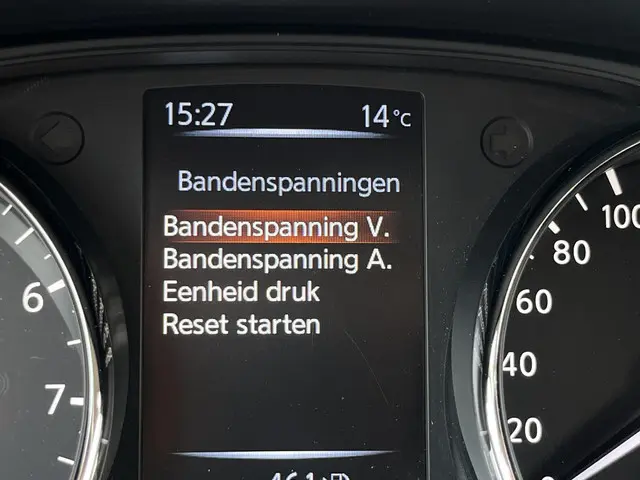 15:27 14°C
Bandenspanningen
Bandenspanning V.
Bandenspanning A.
Eenheid druk
Reset starten
6
7
100
80
60
40
20